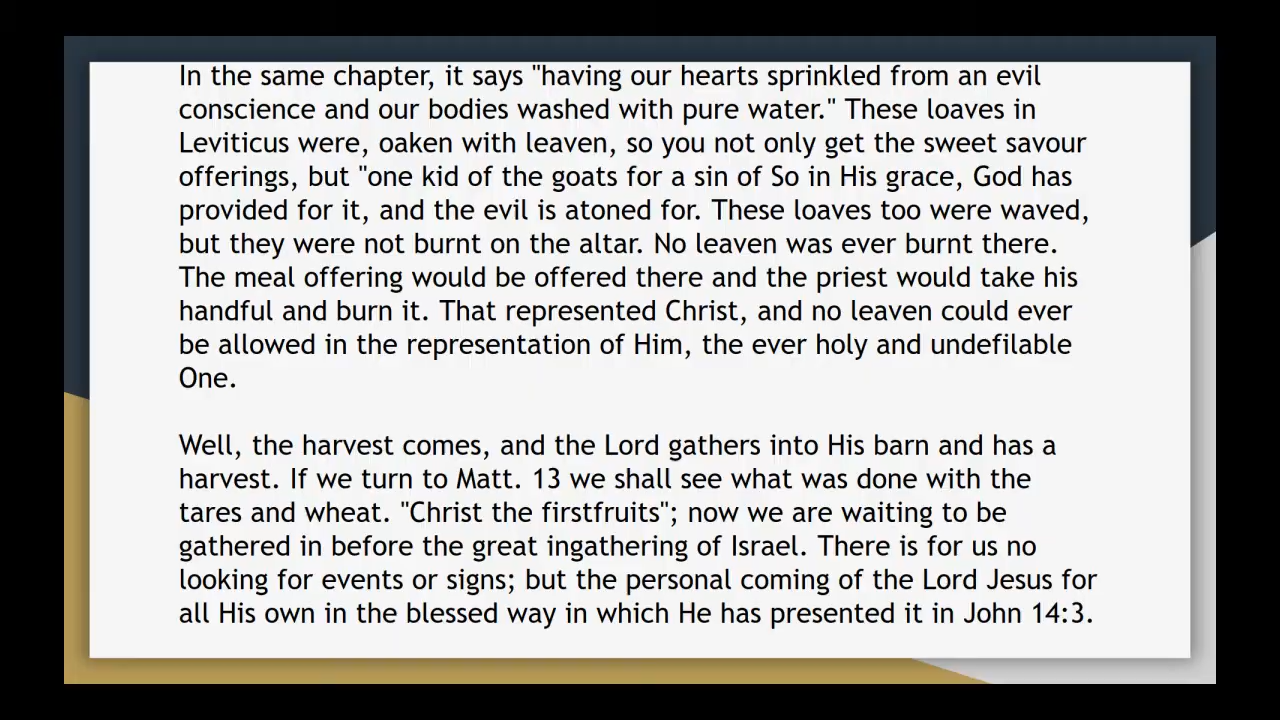 In the same chapter, it says "having our hearts sprinkled from an evil
conscience and our bodies washed with pure water." These loaves in
Leviticus were, oaken with leaven, so you not only get the sweet savour
offerings, but "one kid of the goats for a sin of So in His grace, God has
provided for it, and the evil is atoned for. These loaves too were waved,
but they were not burnt on the altar. No leaven was ever burnt there.
The meal offering would be offered there and the priest would take his
handful and burn it. That represented Christ, and no leaven could ever
be allowed in the representation of Him, the ever holy and undefilable
One.
Well, the harvest comes, and the Lord gathers into His barn and has a
harvest. If we turn to Matt. 13 we shall see what was done with the
tares and wheat. "Christ the firstfruits"; now we are waiting to be
gathered in before the great ingathering of Israel. There is for us no
looking for events or signs; but the personal coming of the Lord Jesus for
all His own in the blessed way in which He has presented it in John 14:3.